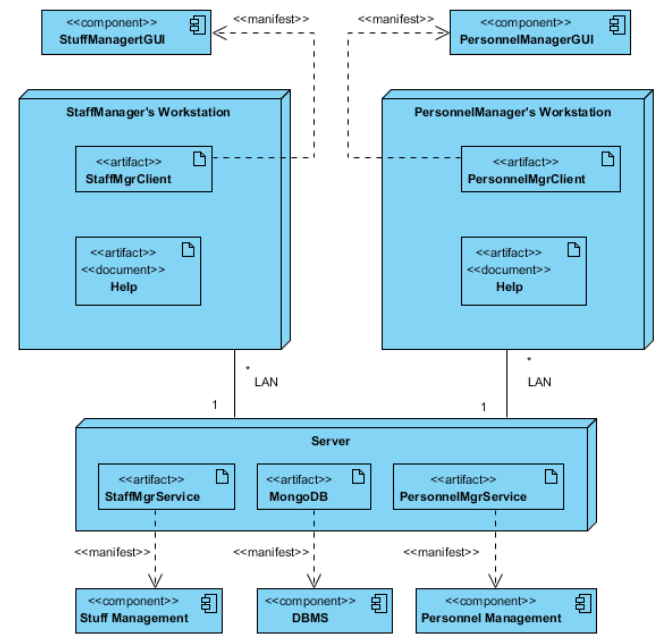 <<component>>
StuffManagertGUI
<<manifest>>
<<manifest>>
<<component>>
PersonnelManagerGUI
StaffManager's Workstation
PersonnelManager's Workstation
<<artifact>>
StaffMgrClient
<<artifact>>
PersonnelMgrClient
<<artifact>>
<<document>>
Help
<<artifact>>
<<document>>
Help
*
LAN
1
*
LAN
1
Server
<<artifact>>
StaffMgrService
<<artifact>>
MongoDB
<<artifact>>
PersonnelMgrService
<<manifest>>
<<manifest>>
<<manifest>>
<<component>>
Stuff Management
<<component>>
DBMS
<<component>>
Personnel Management